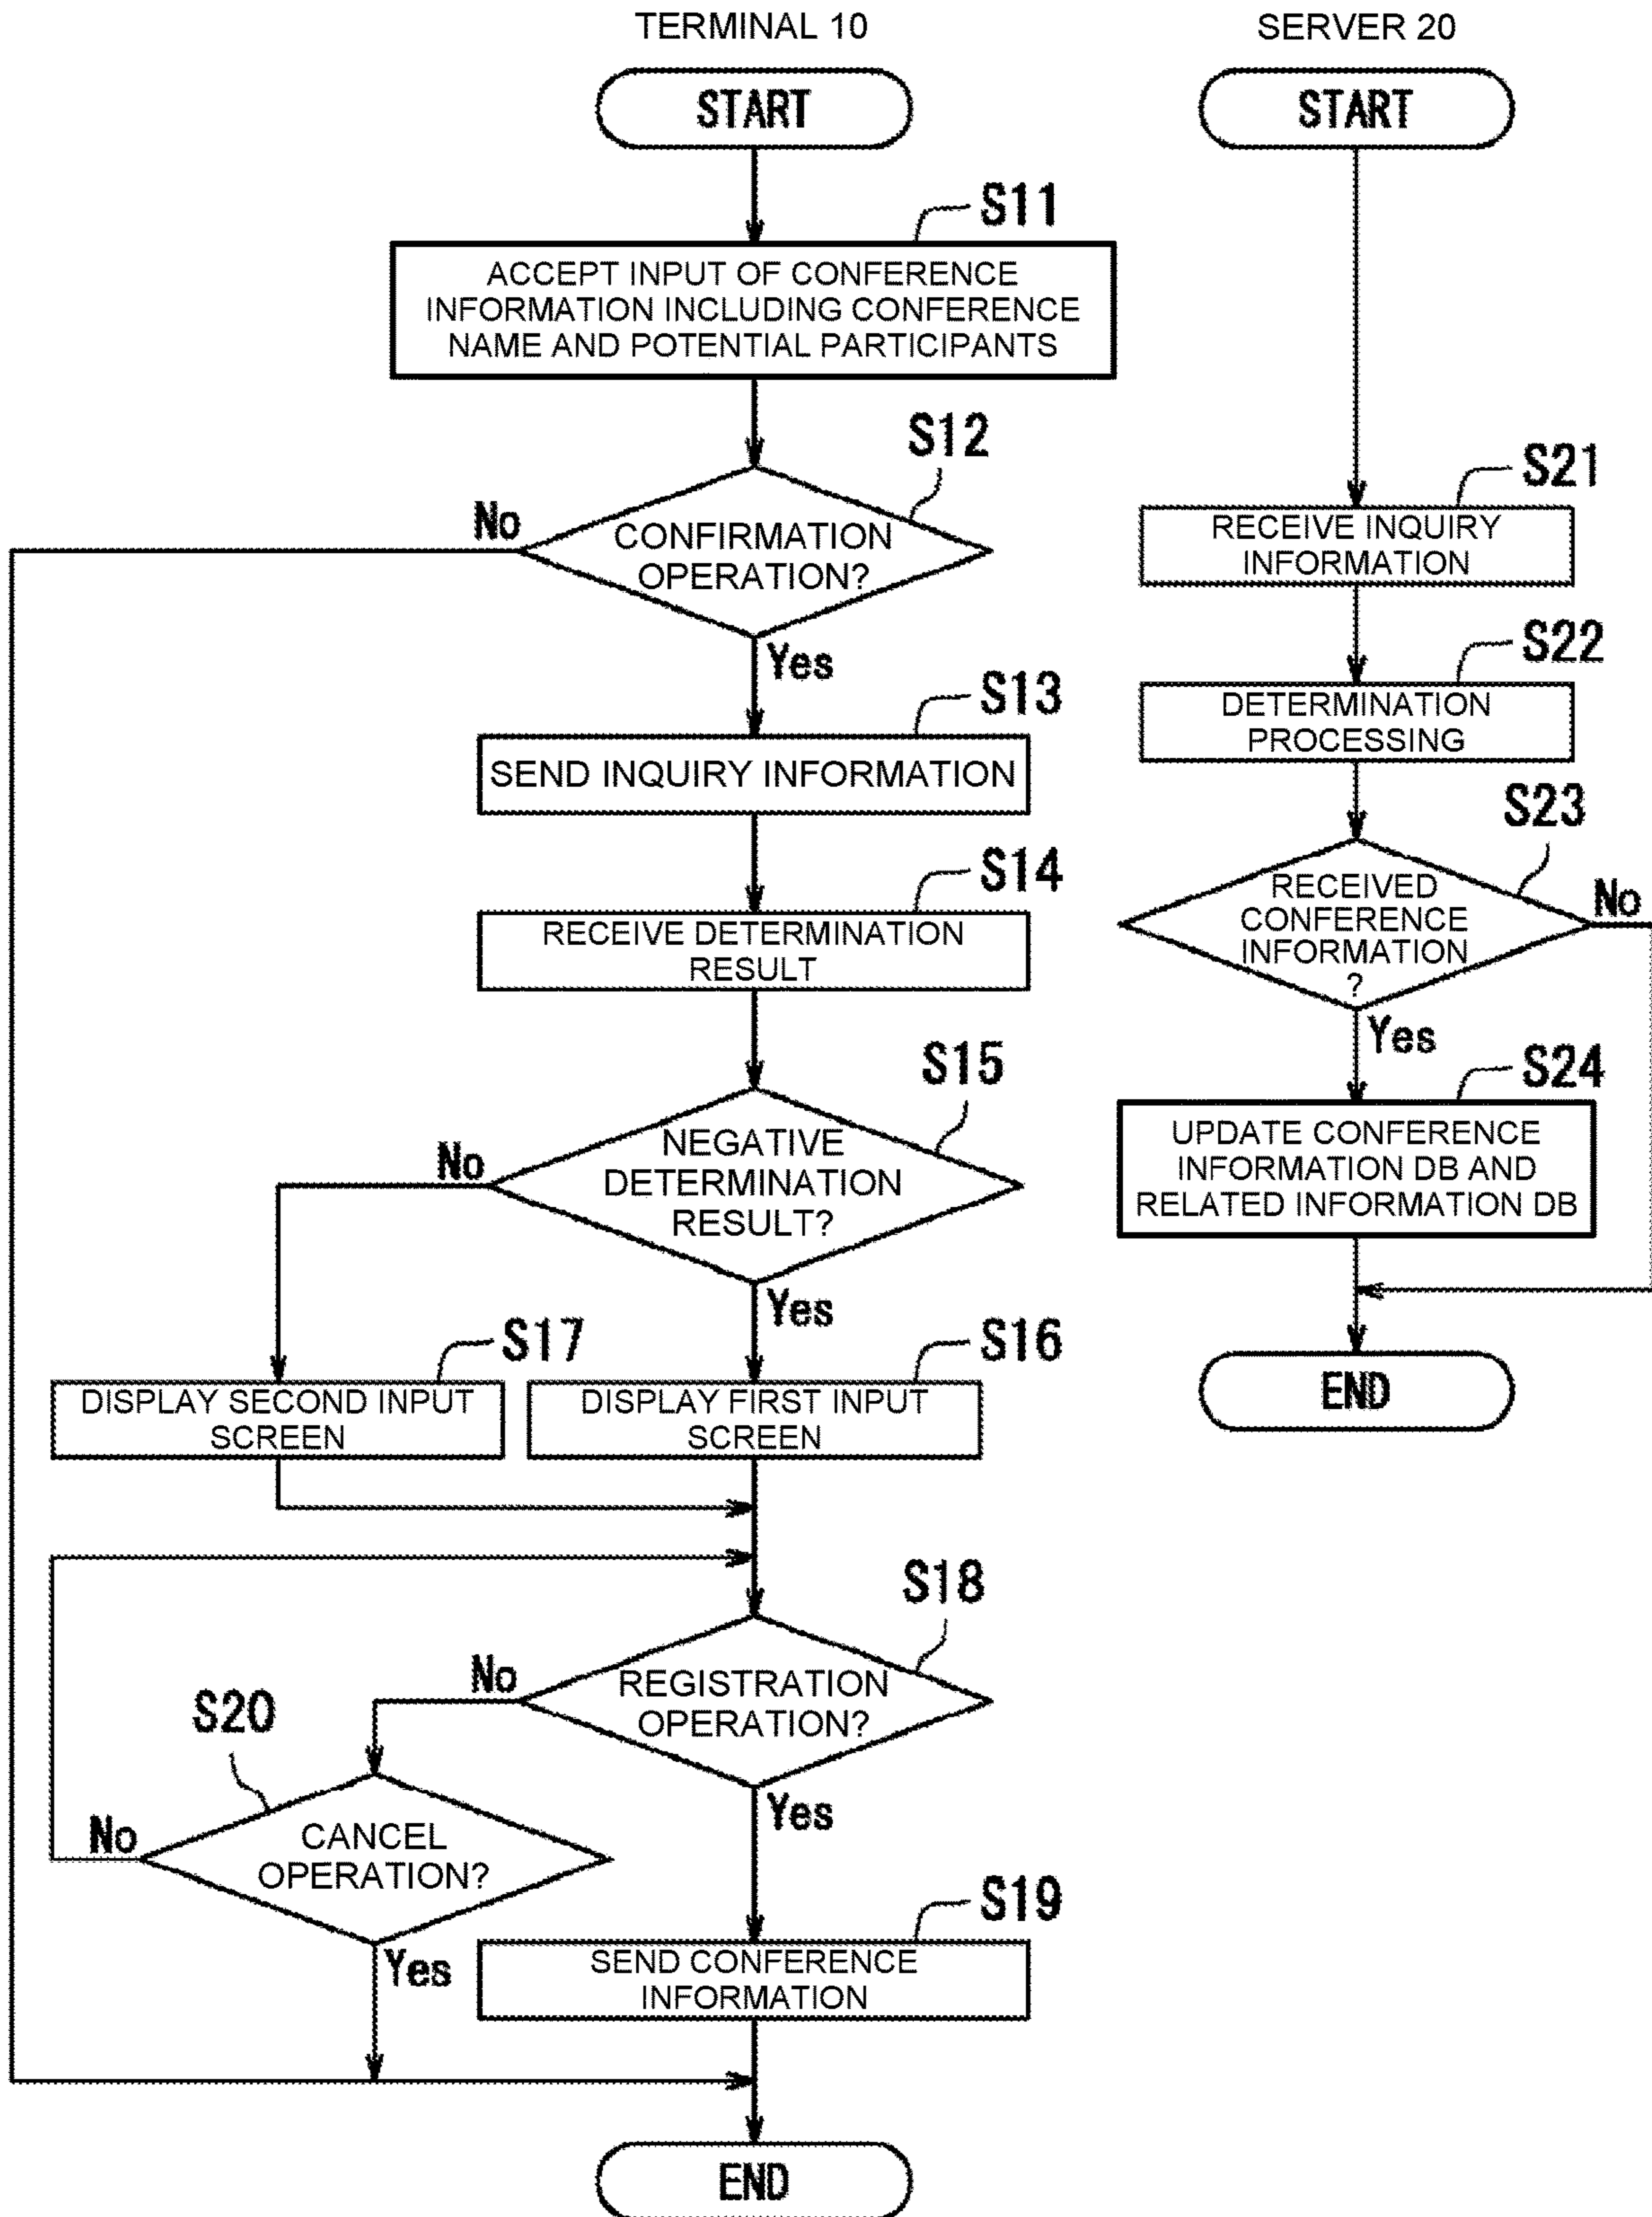 TERMINAL 10
START
S11
ACCEPT INPUT OF CONFERENCE
INFORMATION INCLUDING CONFERENCE
NAME AND POTENTIAL PARTICIPANTS
S12
No
CONFIRMATION
OPERATION?
Yes
S13
SEND INQUIRY INFORMATION
S14
RECEIVE DETERMINATION
RESULT
S15
No
NEGATIVE
DETERMINATION
RESULT?
Yes
S17
S16
DISPLAY SECOND INPUT
SCREEN
DISPLAY FIRST INPUT
SCREEN
S18
No
REGISTRATION
OPERATION?
S20
Yes
No
CANCEL
OPERATION?
Yes
S19
SEND CONFERENCE
INFORMATION
END
SERVER 20
START
S21
RECEIVE INQUIRY
INFORMATION
S22
DETERMINATION
PROCESSING
S23
RECEIVED
CONFERENCE
INFORMATION
?
No
Yes
S24
UPDATE CONFERENCE
INFORMATION DB AND
RELATED INFORMATION DB
END